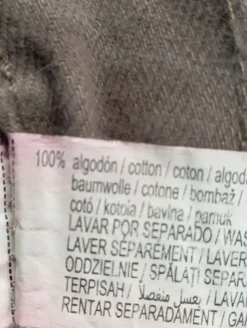 100% algodón / cotton / coton / algod
baumwolle / cotone / bombaž /
cotó / kotoia / bavlna / pamuk
LAVAR POR SEPARADO / WAS
LAVER SÉPARÉMENT / LAVER
ODDZIELNIE / SPĂLAȚI SEPAR
TERPISAH / يغسل منفصلاً / LAVA
RENTAR SEPARADAMENT / GA